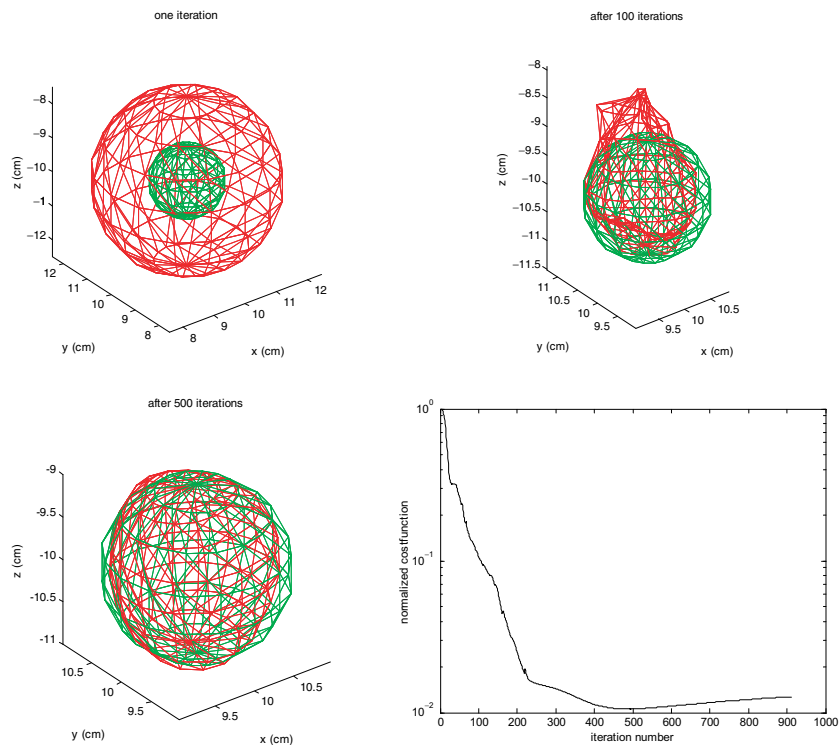 one iteration
−8
−9
−10
−1
−12
z (cm)
12
11
10
9
8
y (cm)
8
9
10
11
12
x (cm)
after 100 iterations
−8
−8.5
−9
−9.5
−10
−10.5
−11
−11.5
z (cm)
11
10.5
10
9.5
y (cm)
9.5
10
10.5
x (cm)
after 500 iterations
-9
-9.5
-10
-10.5
-11
z (cm)
10.5
10
9.5
y (cm)
9.5
10
10.5
x (cm)
10^0
10^−1
10^−2
normalized costfunction
0 100 200 300 400 500 600 700 800 900 1000
iteration number